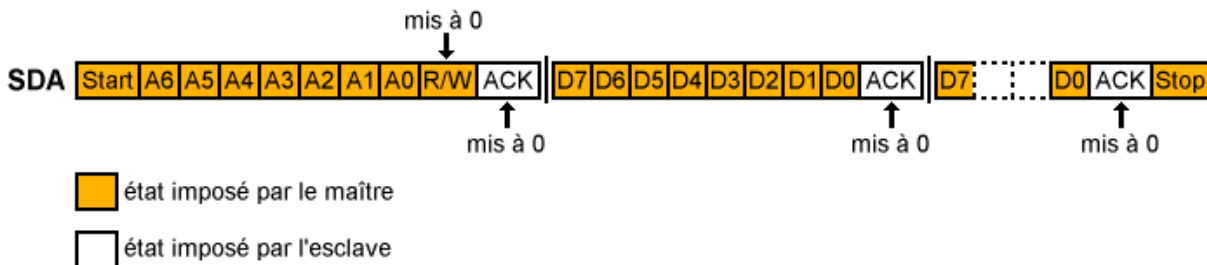 mis à 0
SDA Start A6 A5 A4 A3 A2 A1 A0 R/W ACK D7 D6 D5 D4 D3 D2 D1 D0 ACK D7 D0 ACK Stop
mis à 0 mis à 0 mis à 0
état imposé par le maître
état imposé par l'esclave